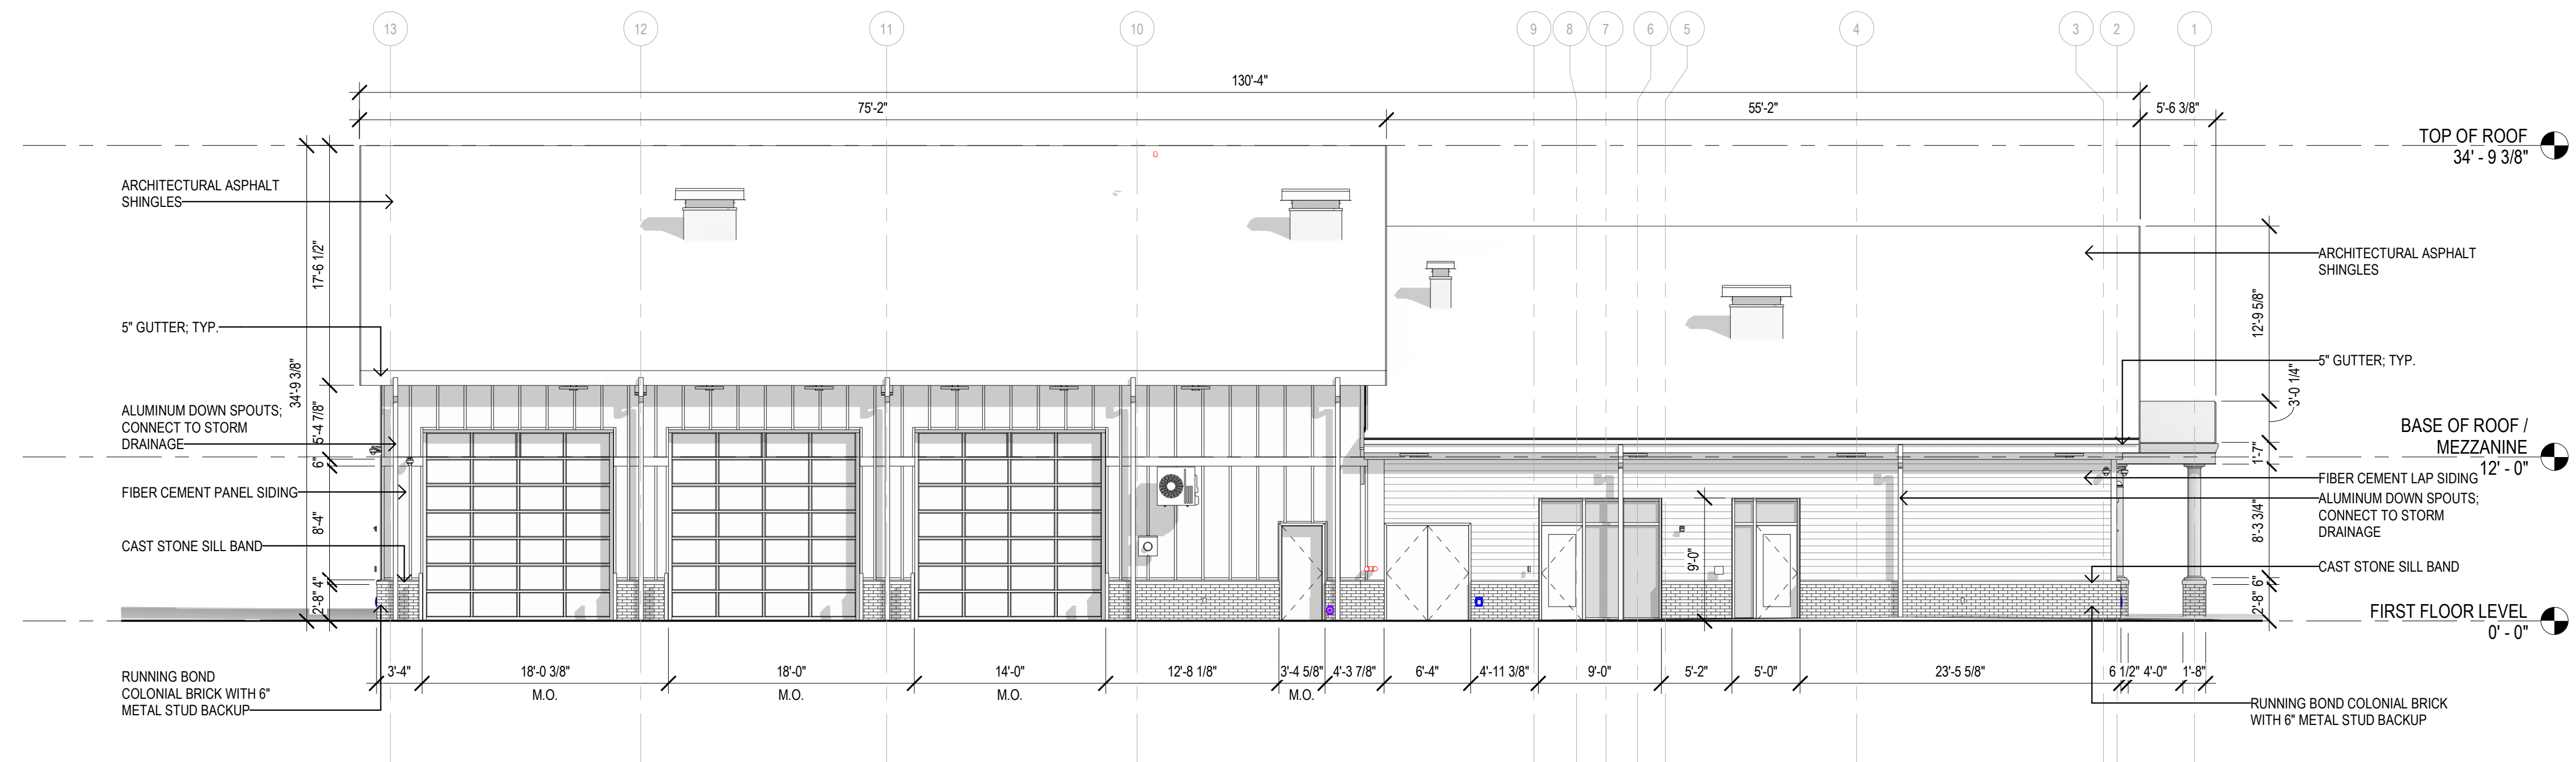 13 12 11 10 9 8 7 6 5 4 3 2 1
130'-4"
75'-2" 55'-2" 5'-6 3/8"
TOP OF ROOF
34' - 9 3/8"
ARCHITECTURAL ASPHALT
SHINGLES
17'-6 1/2"
34'-9 3/8"
5" GUTTER; TYP.
5'-4 7/8"
ALUMINUM DOWN SPOUTS;
CONNECT TO STORM
DRAINAGE
6"
FIBER CEMENT PANEL SIDING
8'-4"
CAST STONE SILL BAND
4"
2'-8"
RUNNING BOND
COLONIAL BRICK WITH 6"
METAL STUD BACKUP
ARCHITECTURAL ASPHALT
SHINGLES
12'-9 5/8"
5" GUTTER; TYP.
3'-0 1/4"
BASE OF ROOF /
MEZZANINE
12' - 0"
1'-7"
FIBER CEMENT LAP SIDING
ALUMINUM DOWN SPOUTS;
CONNECT TO STORM
DRAINAGE
8'-3 3/4"
9'-0"
CAST STONE SILL BAND
6"
2'-8"
FIRST FLOOR LEVEL
0' - 0"
3'-4" 18'-0 3/8" 18'-0" 14'-0" 12'-8 1/8" 3'-4 5/8" 4'-3 7/8" 6'-4" 4'-11 3/8" 9'-0" 5'-2" 5'-0" 23'-5 5/8" 6 1/2" 4'-0" 1'-8"
M.O. M.O. M.O. M.O.
RUNNING BOND COLONIAL BRICK
WITH 6" METAL STUD BACKUP